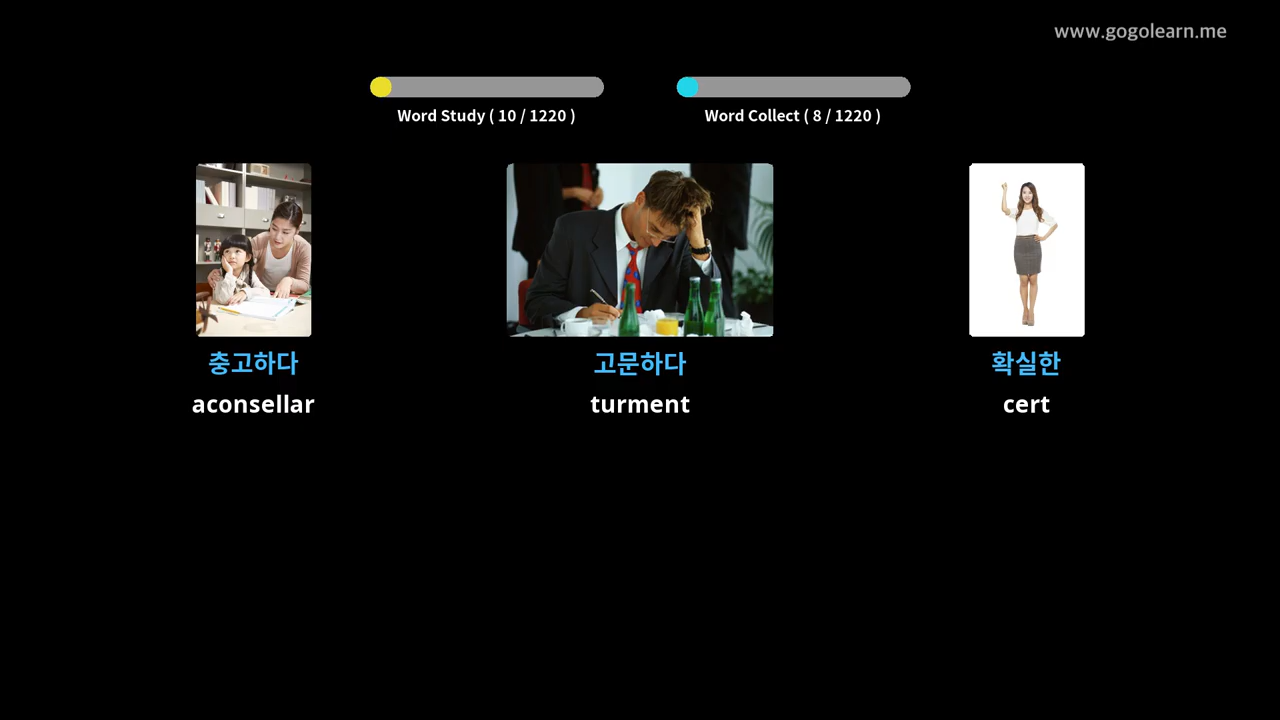 www.gogolearn.me
Word Study ( 10 / 1220 )
Word Collect ( 8 / 1220 )
충고하다
고문하다
확실한
aconsellar
turment
cert